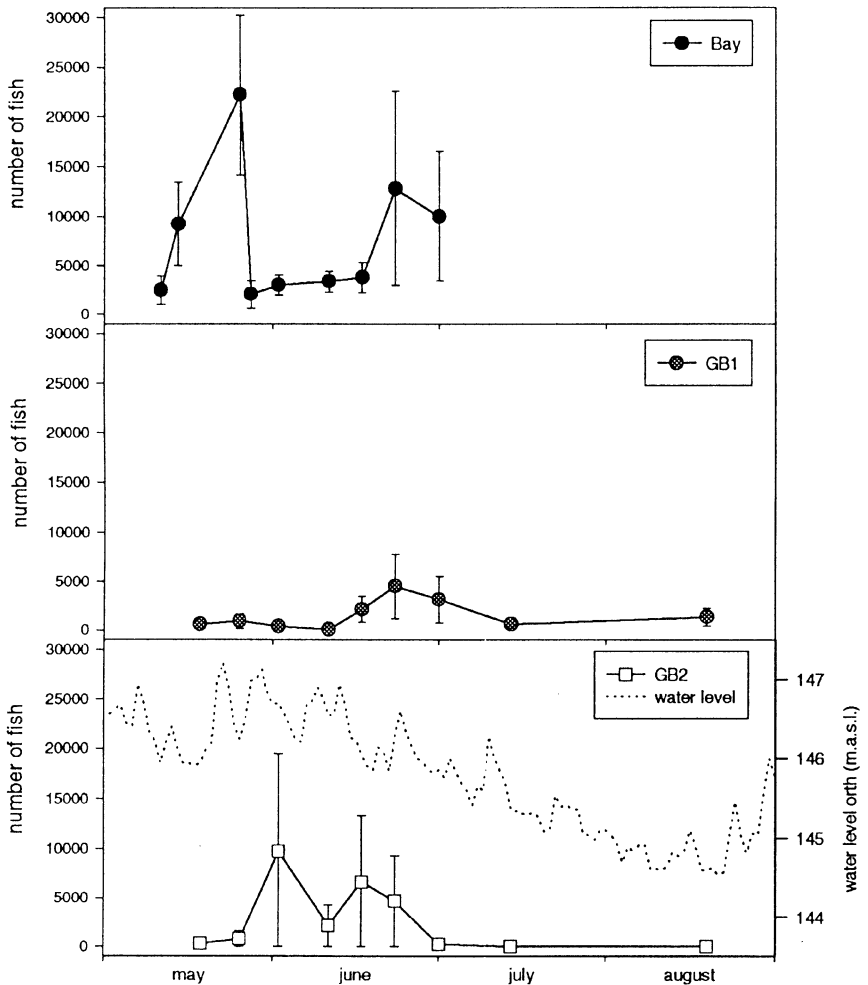 30000
25000
20000
15000
10000
5000
0
number of fish
Bay
30000
25000
20000
15000
10000
5000
0
number of fish
GB1
30000
25000
20000
15000
10000
5000
0
number of fish
GB2
water level
147
146
145
144
water level orth (m.a.s.l.)
may june july august